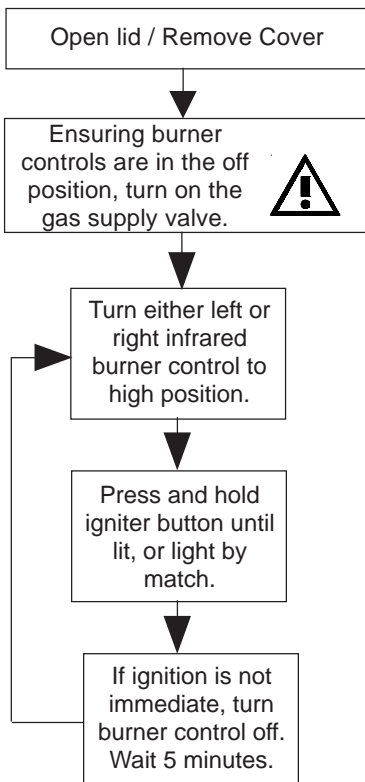 Open lid / Remove Cover
Ensuring burner
controls are in the off
position, turn on the
gas supply valve.
Turn either left or
right infrared
burner control to
high position.
Press and hold
igniter button until
lit, or light by
match.
If ignition is not
immediate, turn
burner control off.
Wait 5 minutes.